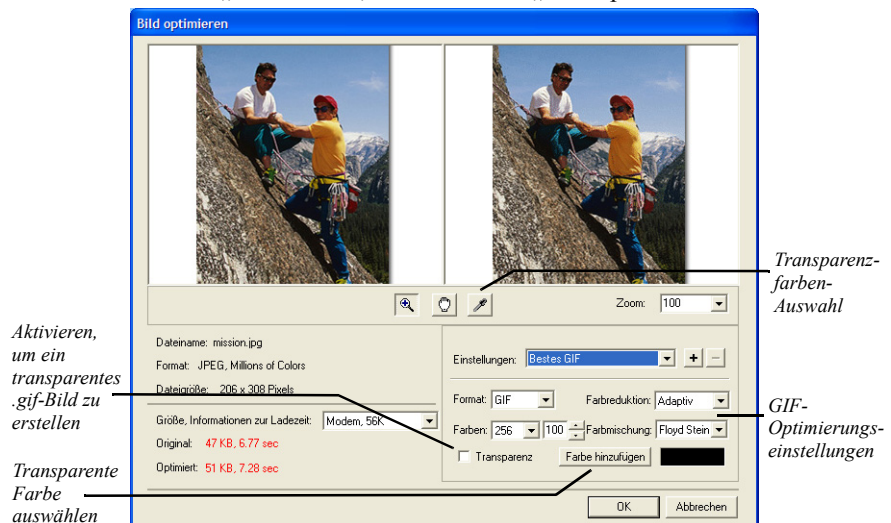 Bild optimieren
Zoom: 100
Dateiname: mission.jpg
Format: JPEG, Millions of Colors
Dateigröße: 206 x 308 Pixels
Größe, Informationen zur Ladezeit: Modem, 56K
Original: 47 KB, 6.77 sec
Optimiert: 51 KB, 7.28 sec
Einstellungen: Bestes GIF
+ −
Format: GIF
Farbreduktion: Adaptiv
Farben: 256 100
Farbmischung: Floyd Stein
Transparenz
Farbe hinzufügen
OK
Abbrechen
Aktivieren,
um ein
transparentes
.gif-Bild zu
erstellen
Transparente
Farbe
auswählen
Transparenz-
farben-
Auswahl
GIF-
Optimierungs-
einstellungen